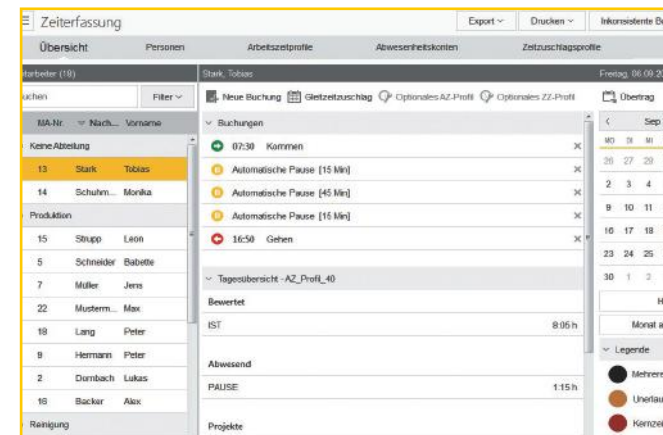 Zeiterfassung
Export
Drucken
Inkonsistente
Übersicht
Personen
Arbeitszeitprofile
Abwesenheitskonten
Zeitzuschlagsprofile
(18)
Stark, Tobias
Freitag, 06.09.
Filter
Neue Buchung
Gleitzeitzuschlag
Optionales AZ-Profil
Optionales ZZ-Profil
Übertrag
MA-Nr.
Nach...
Vorname
Keine Abteilung
13 Stark Tobias
14 Schuhm... Monika
Produktion
15 Strupp Leon
5 Schneider Babette
7 Müller Jens
22 Musterm... Max
18 Lang Peter
9 Hermann Peter
2 Dombach Lukas
16 Backer Alex
Reinigung
Buchungen
07:30 Kommen
Automatische Pause [15 Min]
Automatische Pause [45 Min]
Automatische Pause [15 Min]
16:50 Gehen
Tagesübersicht - AZ_Profil_40
Bewertet
IST 8:05 h
Abwesend
PAUSE 1:15 h
Projekte
< Sep
MO DI MI
26 27 28
2 3 4
9 10 11
16 17 18
23 24 25
30 1 2
H
Monat a
Legende
Mehrere
Unerlau
Kernzei